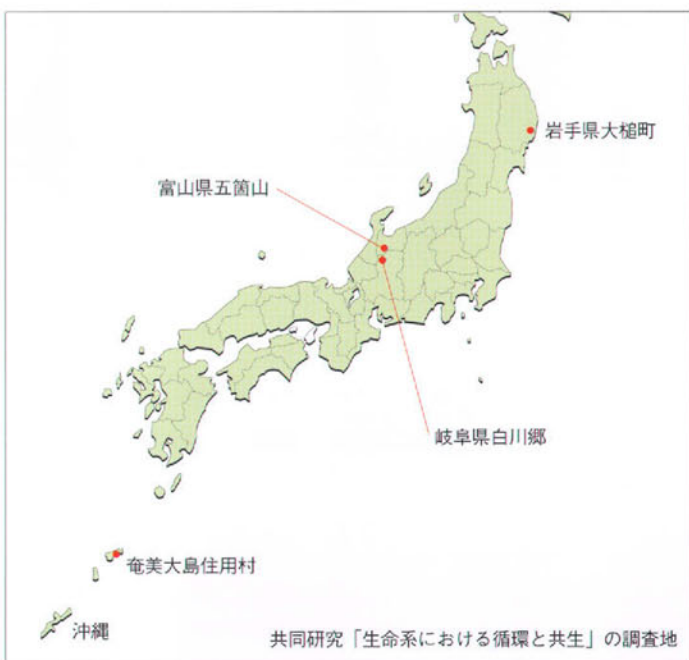 岩手県大槌町
富山県五箇山
岐阜県白川郷
奄美大島住用村
沖縄
共同研究「生命系における循環と共生」の調査地